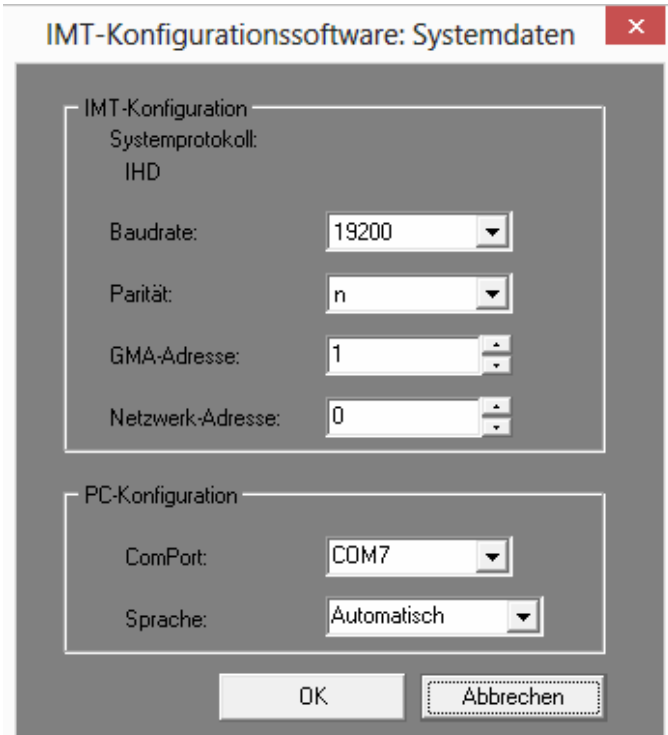 IMT-Konfigurationssoftware: Systemdaten
IMT-Konfiguration
Systemprotokoll:
IHD
Baudrate: 19200
Parität: n
GMA-Adresse: 1
Netzwerk-Adresse: 0
PC-Konfiguration
ComPort: COM7
Sprache: Automatisch
OK Abbrechen